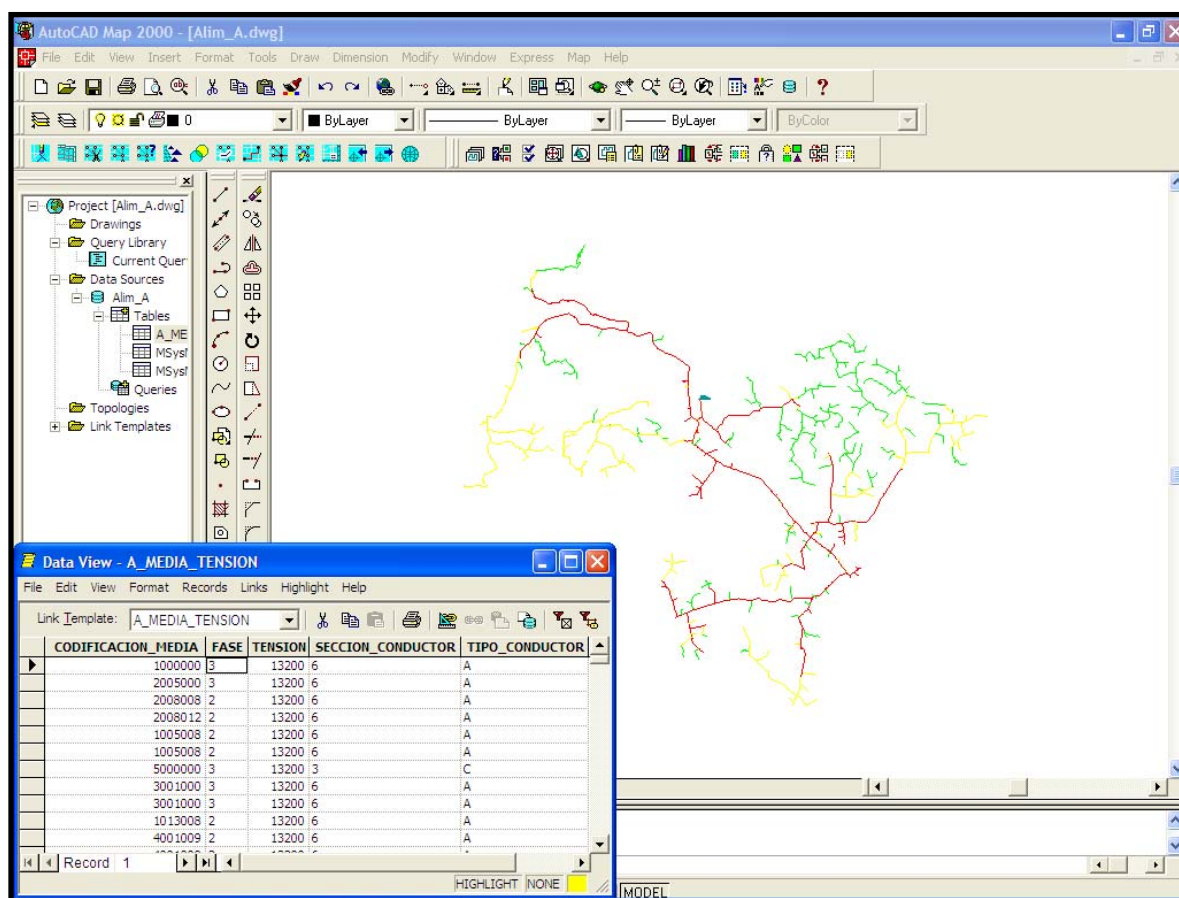 AutoCAD Map 2000 - [Alim_A.dwg]
File Edit View Insert Format Tools Draw Dimension Modify Window Express Map Help
0 ByLayer ByLayer ByLayer ByColor
Project [Alim_A.dwg]
Drawings
Query Library
Current Quer
Data Sources
Alim_A
Tables
A_ME
MSysI
MSysI
Queries
Topologies
Link Templates
Data View - A_MEDIA_TENSION
File Edit View Format Records Links Highlight Help
Link Template: A_MEDIA_TENSION
CODIFICACION_MEDIA FASE TENSION SECCION_CONDUCTOR TIPO_CONDUCTOR
1000000 3 13200 6 A
2005000 3 13200 6 A
2008008 2 13200 6 A
2008012 2 13200 6 A
1005008 2 13200 6 A
1005008 2 13200 6 A
5000000 3 13200 3 C
3001000 3 13200 6 A
3001000 3 13200 6 A
1013008 2 13200 6 A
4001009 2 13200 6 A
Record 1
HIGHLIGHT NONE
MODEL